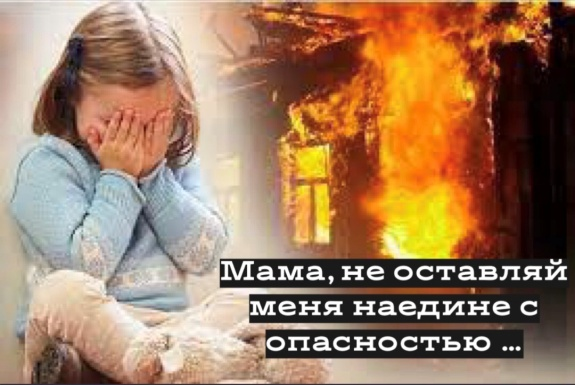 Мама, не оставляй
меня наедине с
опасностью ...